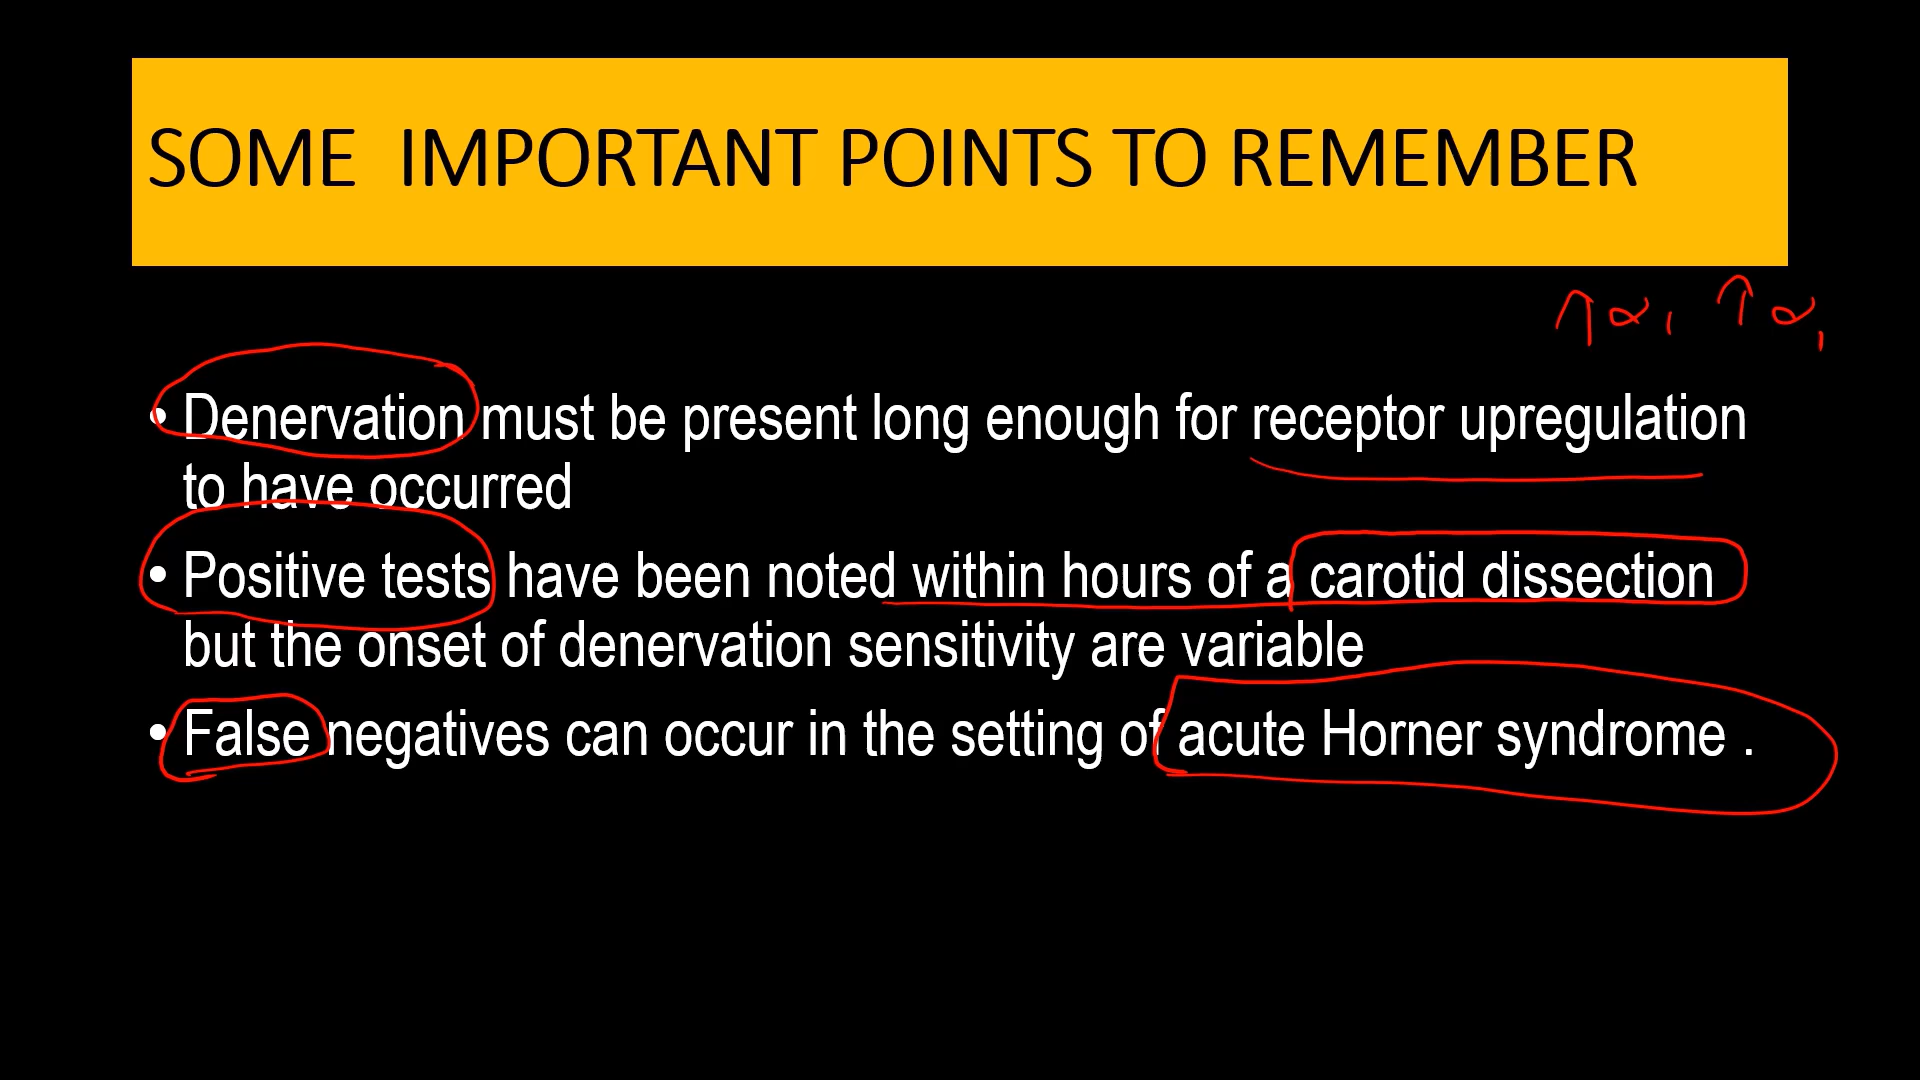 SOME IMPORTANT POINTS TO REMEMBER
↑α₁ ↑α₁
• Denervation must be present long enough for receptor upregulation
to have occurred
• Positive tests have been noted within hours of a carotid dissection
but the onset of denervation sensitivity are variable
• False negatives can occur in the setting of acute Horner syndrome .